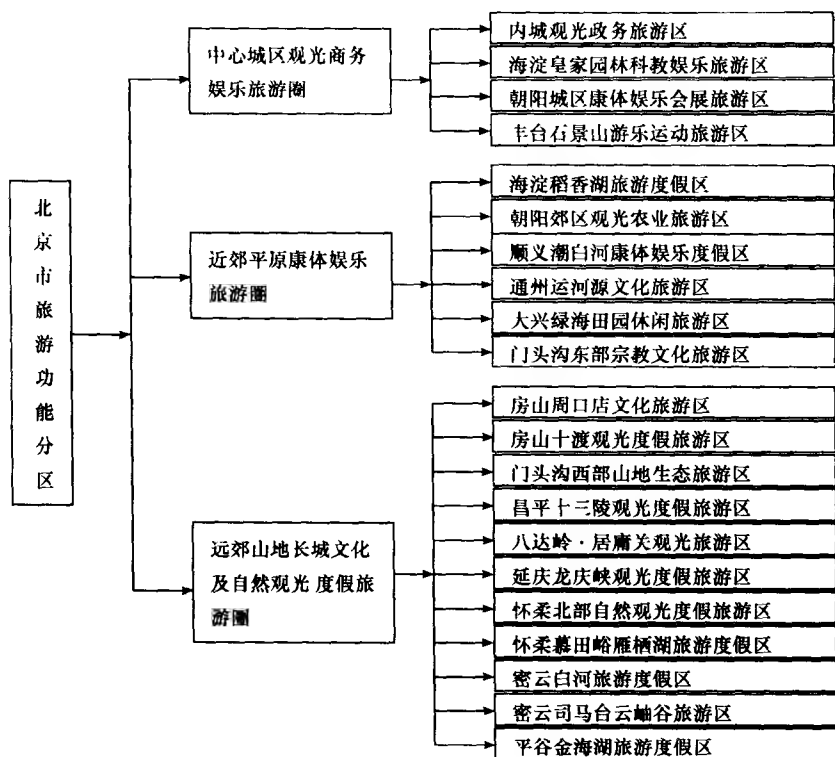 北京市旅游功能分区
中心城区观光商务
娱乐旅游圈
内城观光政务旅游区
海淀皇家园林科教娱乐旅游区
朝阳城区康体娱乐会展旅游区
丰台石景山游乐运动旅游区
近郊平原康体娱乐
旅游圈
海淀稻香湖旅游度假区
朝阳郊区观光农业旅游区
顺义潮白河康体娱乐度假区
通州运河源文化旅游区
大兴绿海田园休闲旅游区
门头沟东部宗教文化旅游区
远郊山地长城文化
及自然观光度假旅
游圈
房山周口店文化旅游区
房山十渡观光度假旅游区
门头沟西部山地生态旅游区
昌平十三陵观光度假旅游区
八达岭·居庸关观光旅游区
延庆龙庆峡观光度假旅游区
怀柔北部自然观光度假旅游区
怀柔慕田峪雁栖湖旅游度假区
密云白河旅游度假区
密云司马台云岫谷旅游区
平谷金海湖旅游度假区